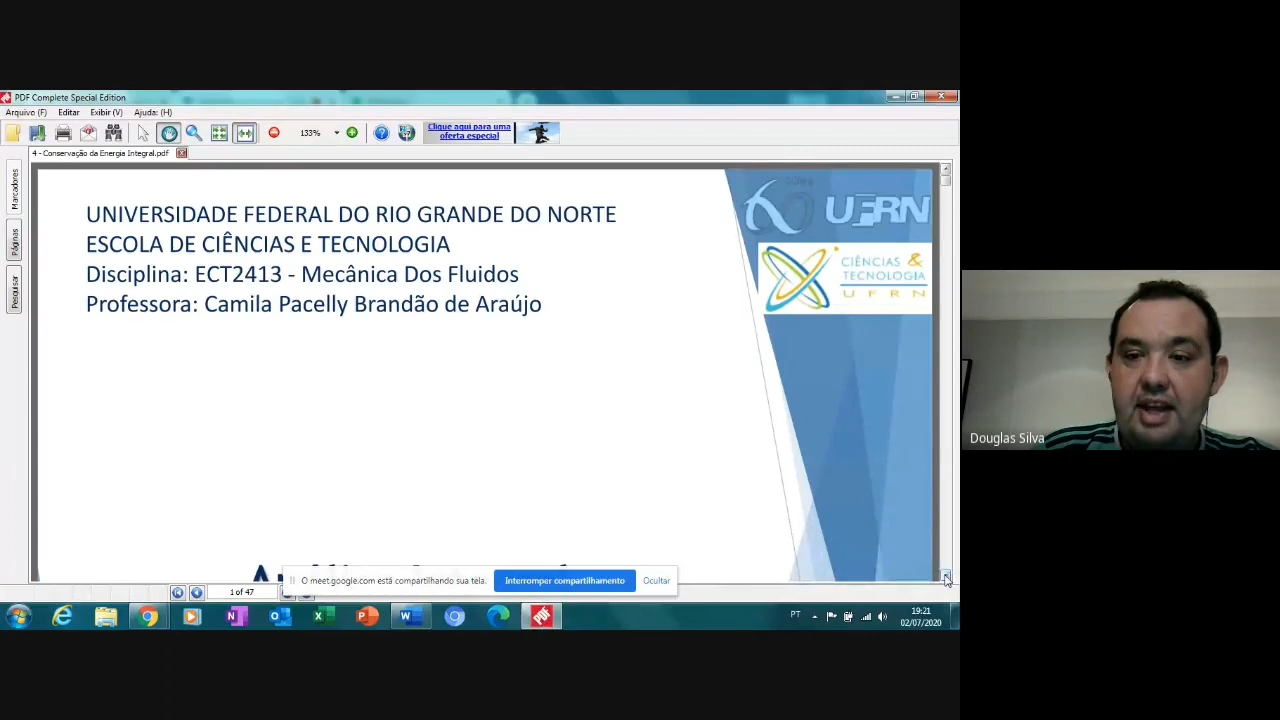 PDF Complete Special Edition
Arquivo (F) Editar Exibir (V) Ajuda: (H)
133%
Clique aqui para uma
oferta especial
4 - Conservação da Energia Integral.pdf
Marcadores
Páginas
Pesquisar
UNIVERSIDADE FEDERAL DO RIO GRANDE DO NORTE
ESCOLA DE CIÊNCIAS E TECNOLOGIA
Disciplina: ECT2413 - Mecânica Dos Fluidos
Professora: Camila Pacelly Brandão de Araújo
UFRN
CIÊNCIAS &
TECNOLOGIA
UFRN
Douglas Silva
O meet.google.com está compartilhando sua tela.
Interromper compartilhamento
Ocultar
1 of 47
PT
19:21
02/07/2020